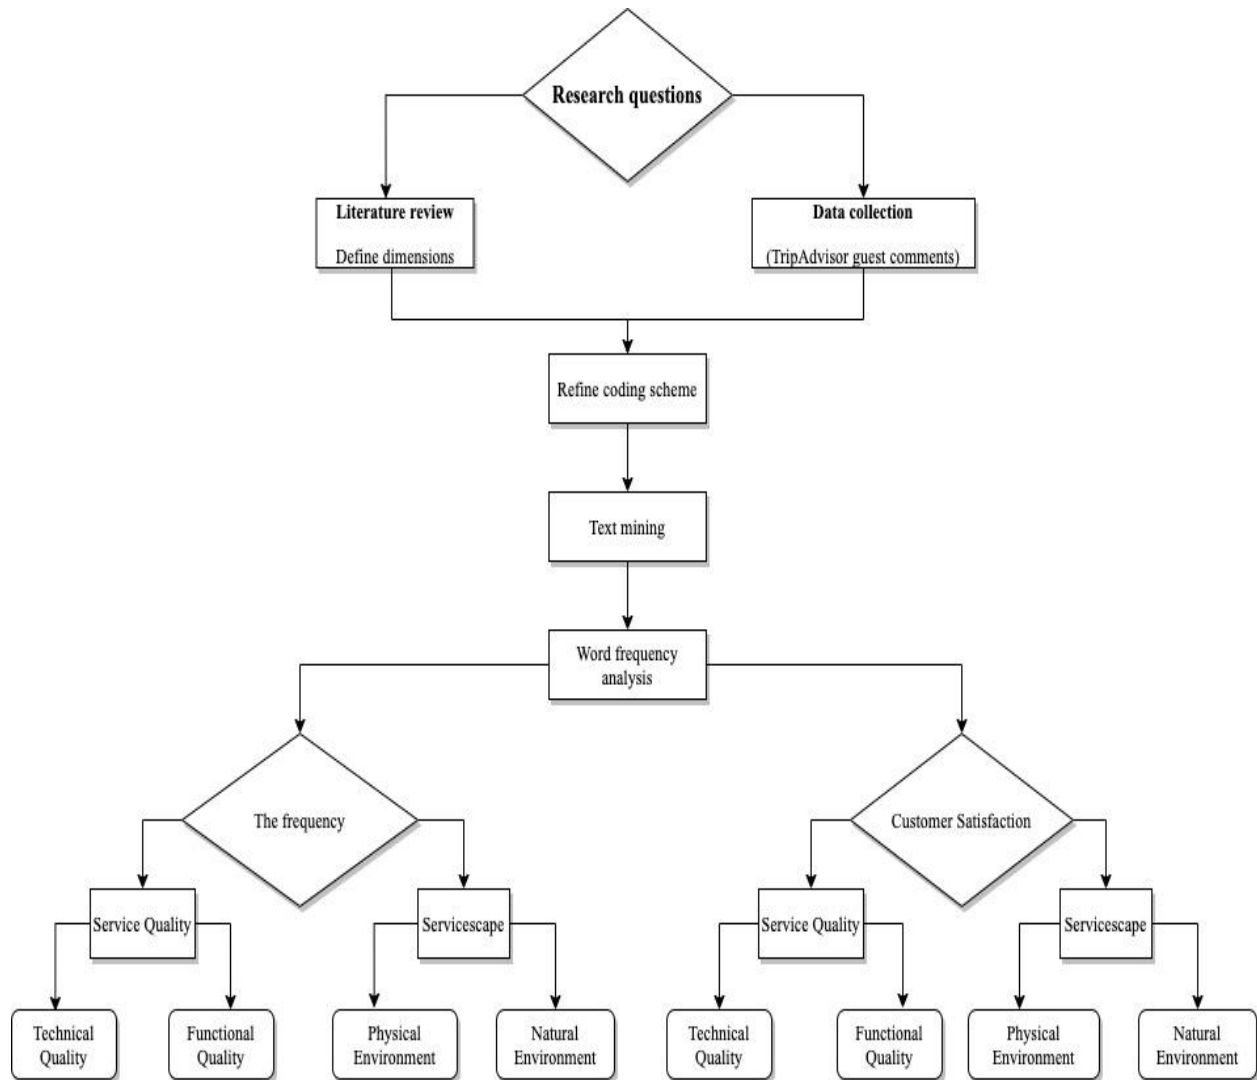 Research questions
Literature review
Define dimensions
Data collection
(TripAdvisor guest comments)
Refine coding scheme
Text mining
Word frequency
analysis
The frequency
Customer Satisfaction
Service Quality
Servicescape
Service Quality
Servicescape
Technical
Quality
Functional
Quality
Physical
Environment
Natural
Environment
Technical
Quality
Functional
Quality
Physical
Environment
Natural
Environment